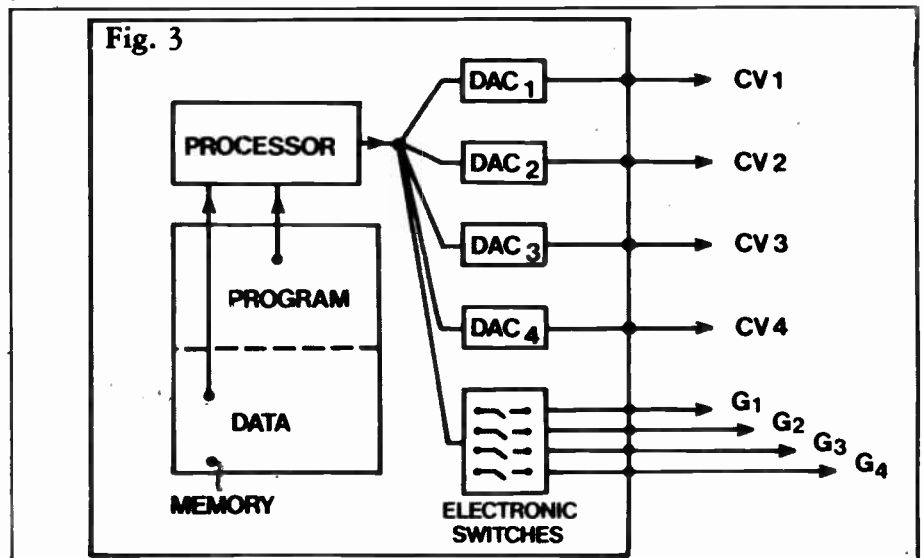 Fig. 3
PROCESSOR
PROGRAM
DATA
MEMORY
DAC1
DAC2
DAC3
DAC4
ELECTRONIC
SWITCHES
CV1
CV2
CV3
CV4
G1
G2
G3
G4